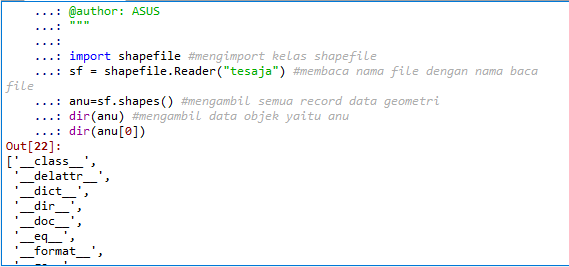 ...: @author: ASUS
...: """
...:
...: import shapefile #mengimport kelas shapefile
...: sf = shapefile.Reader("tesaja") #membaca nama file dengan nama baca
file
...: anu=sf.shapes() #mengambil semua record data geometri
...: dir(anu) #mengambil data objek yaitu anu
...: dir(anu[0])
Out[22]:
['__class__',
'__delattr__',
'__dict__',
'__dir__',
'__doc__',
'__eq__',
'__format__',